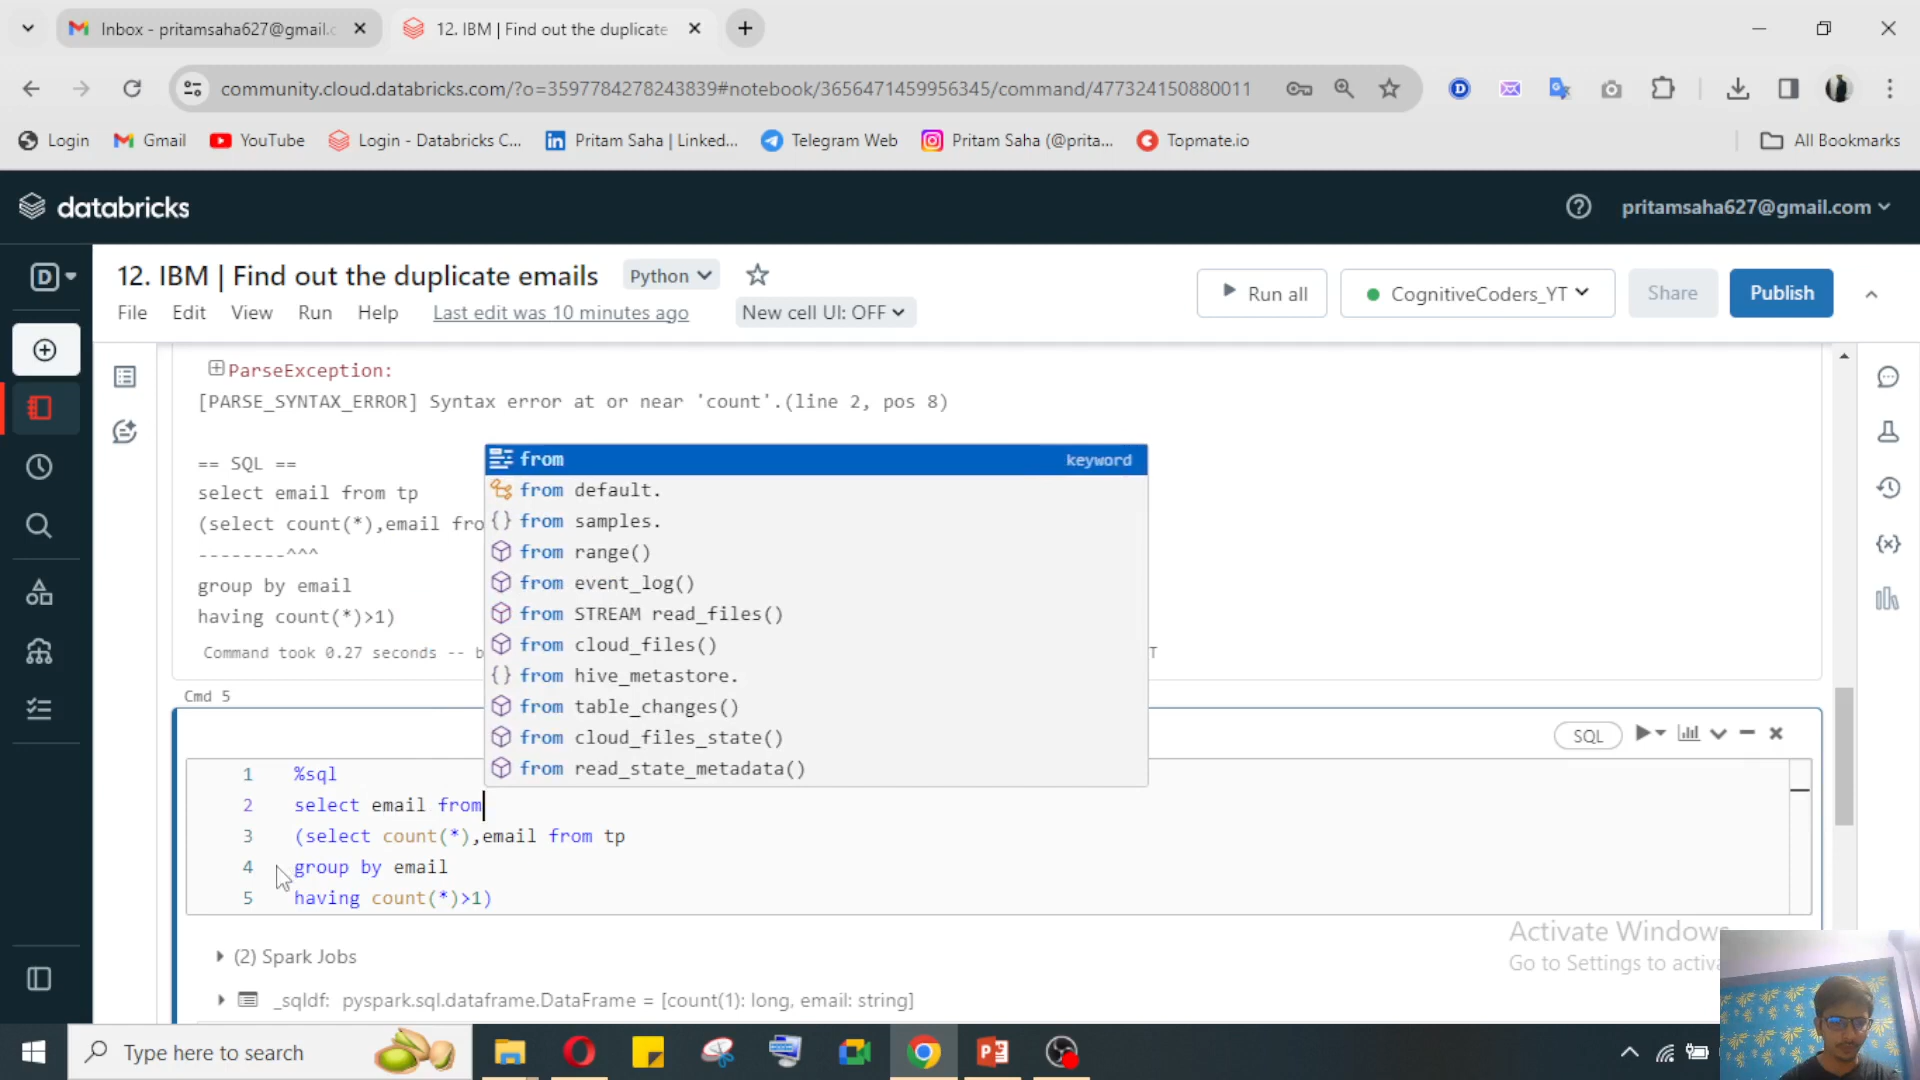 Inbox - pritamsaha627@gmail.c
12. IBM | Find out the duplicate
community.cloud.databricks.com/?o=3597784278243839#notebook/3656471459956345/command/477324150880011
Login
Gmail
YouTube
Login - Databricks C...
Pritam Saha | Linked...
Telegram Web
Pritam Saha (@prita...
Topmate.io
All Bookmarks
databricks
pritamsaha627@gmail.com
D
12. IBM | Find out the duplicate emails
Python
File Edit View Run Help
Last edit was 10 minutes ago
New cell UI: OFF
Run all
CognitiveCoders_YT
Share
Publish
ParseException:
[PARSE_SYNTAX_ERROR] Syntax error at or near 'count'.(line 2, pos 8)
== SQL ==
select email from tp
(select count(*),email fro
--------^^^
group by email
having count(*)>1)
Command took 0.27 seconds -- b
T
from keyword
from default.
from samples.
from range()
from event_log()
from STREAM read_files()
from cloud_files()
from hive_metastore.
from table_changes()
from cloud_files_state()
from read_state_metadata()
Cmd 5
SQL
1 %sql
2 select email from
3 (select count(*),email from tp
4 group by email
5 having count(*)>1)
(2) Spark Jobs
_sqldf: pyspark.sql.dataframe.DataFrame = [count(1): long, email: string]
Activate Windows
Go to Settings to activa
Type here to search